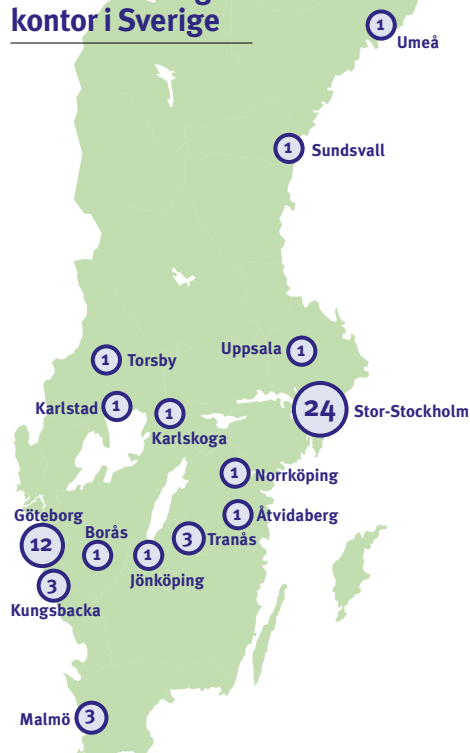 kontor i Sverige
1
Umeå
1 Sundsvall
Uppsala 1
1 Torsby
Karlstad 1
1
Karlskoga
24 Stor-Stockholm
1 Norrköping
1 Åtvidaberg
Göteborg
12
Borås
1
1
Jönköping
3 Tranås
3
Kungsbacka
Malmö 3